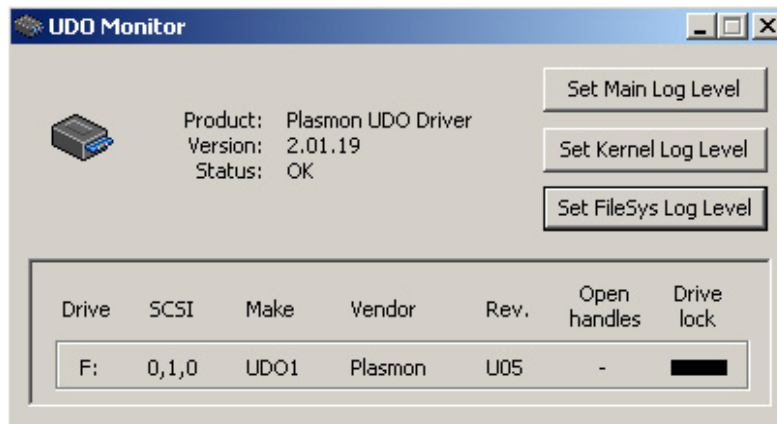 UDO Monitor
Set Main Log Level
Product: Plasmon UDO Driver
Version: 2.01.19
Status: OK
Set Kernel Log Level
Set FileSys Log Level
Drive SCSI Make Vendor Rev. Open handles Drive lock
F: 0,1,0 UDO1 Plasmon U05 -